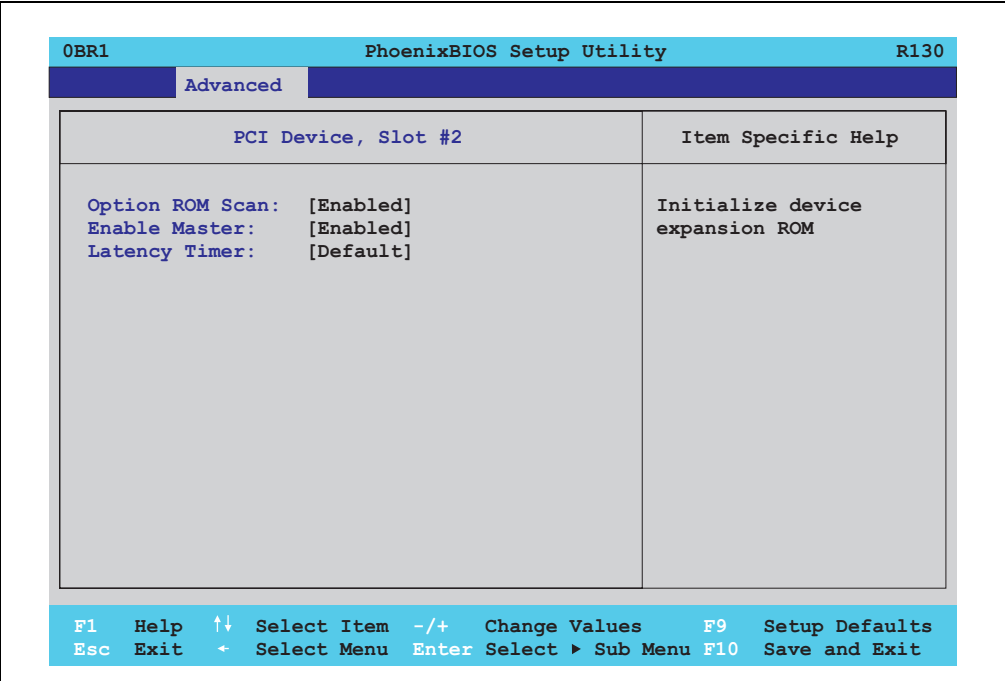 0BR1 PhoenixBIOS Setup Utility R130
Advanced
PCI Device, Slot #2
Item Specific Help
Option ROM Scan: [Enabled]
Enable Master: [Enabled]
Latency Timer: [Default]
Initialize device
expansion ROM
F1 Help ↑↓ Select Item -/+ Change Values F9 Setup Defaults
Esc Exit ← Select Menu Enter Select ▶ Sub Menu F10 Save and Exit